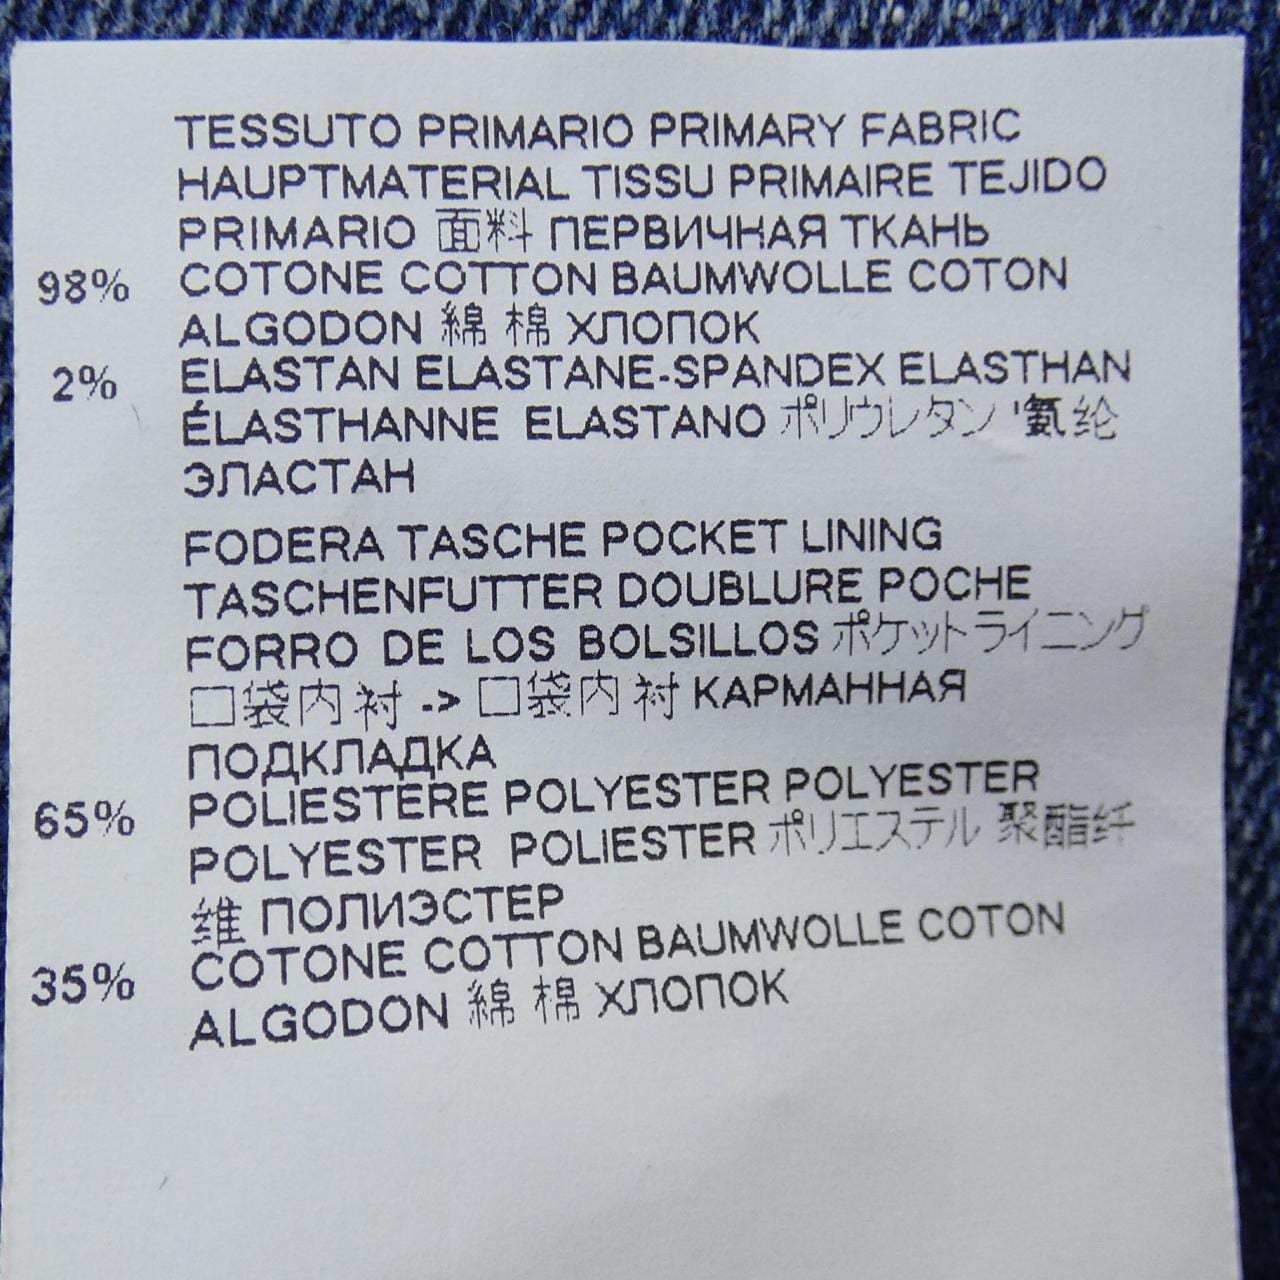 TESSUTO PRIMARIO PRIMARY FABRIC
HAUPTMATERIAL TISSU PRIMAIRE TEJIDO
PRIMARIO 面料 ПЕРВИЧНАЯ ТКАНЬ
98% COTONE COTTON BAUMWOLLE COTON
ALGODON 綿 棉 ХЛОПОК
2% ELASTAN ELASTANE-SPANDEX ELASTHAN
ÉLASTHANNE ELASTANO ポリウレタン '氨纶
ЭЛАСТАН
FODERA TASCHE POCKET LINING
TASCHENFUTTER DOUBLURE POCHE
FORRO DE LOS BOLSILLOS ポケットライニング
口袋内衬 -> 口袋内衬 КАРМАННАЯ
ПОДКЛАДКА
65% POLIESTERE POLYESTER POLYESTER
POLYESTER POLIESTER ポリエステル 聚酯纤
维 ПОЛИЭСТЕР
35% COTONE COTTON BAUMWOLLE COTON
ALGODON 綿 棉 ХЛОПОК